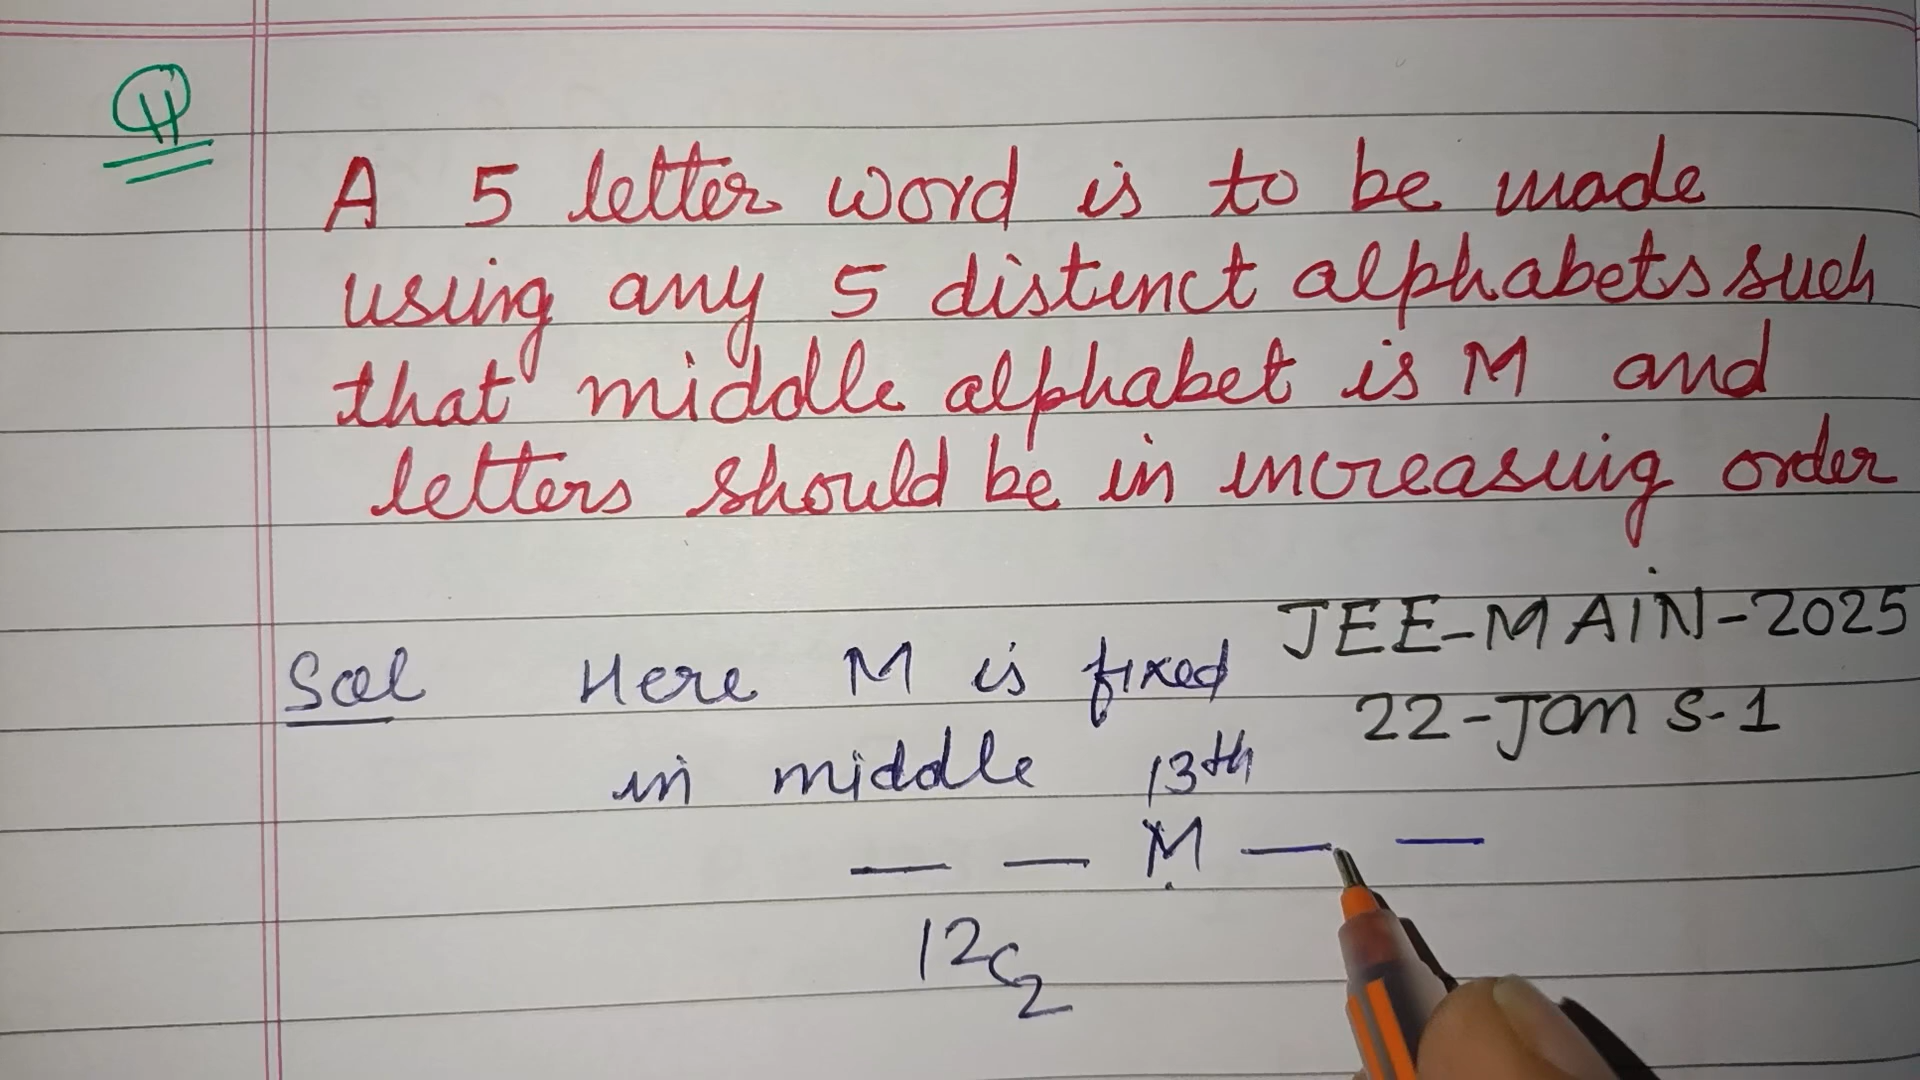 Q
A 5 letter word is to be made
using any 5 distinct alphabets such
that middle alphabet is M and
letters should be in increasing order
JEE-MAIN-2025
Sol Here M is fixed
22-Jan S-1
in middle 13th
— — M — —
12C2